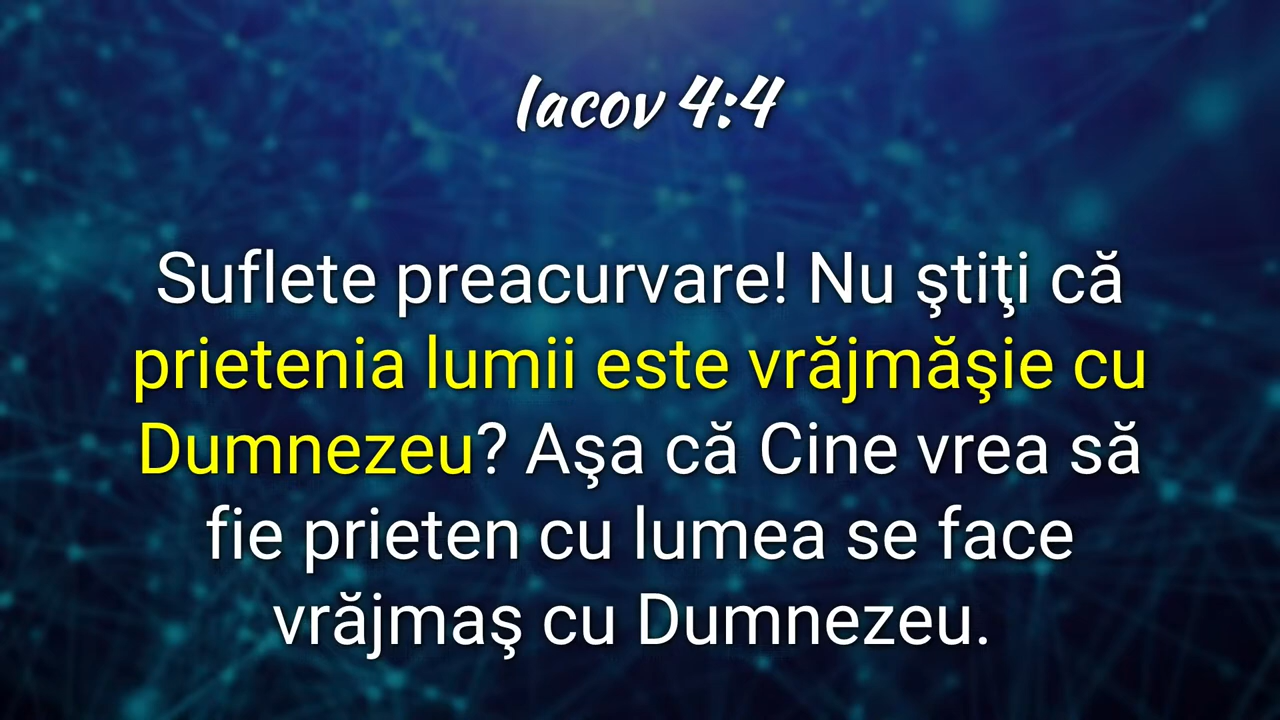 Iacov 4:4
Suflete preacurvare! Nu ştiţi că
prietenia lumii este vrăjmăşie cu
Dumnezeu? Aşa că Cine vrea să
fie prieten cu lumea se face
vrăjmaş cu Dumnezeu.